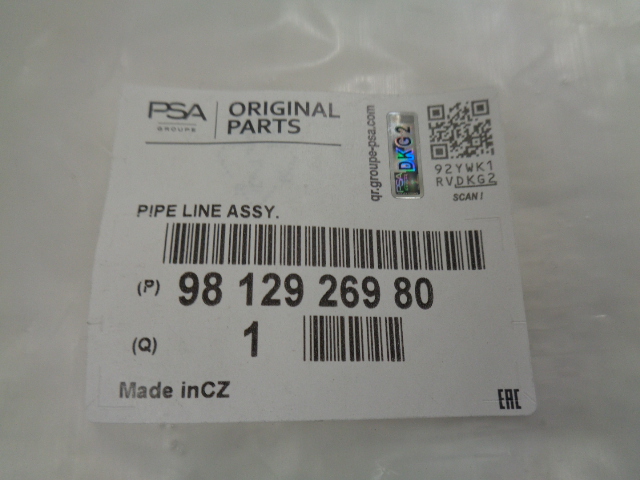 PSA
GROUPE
ORIGINAL
PARTS
qr.groupe-psa.com
PSA
DKG2
92YWK1
RVDKG2
SCAN!
PIPE LINE ASSY.
(P) 98 129 269 80
(Q) 1
Made inCZ
EAC